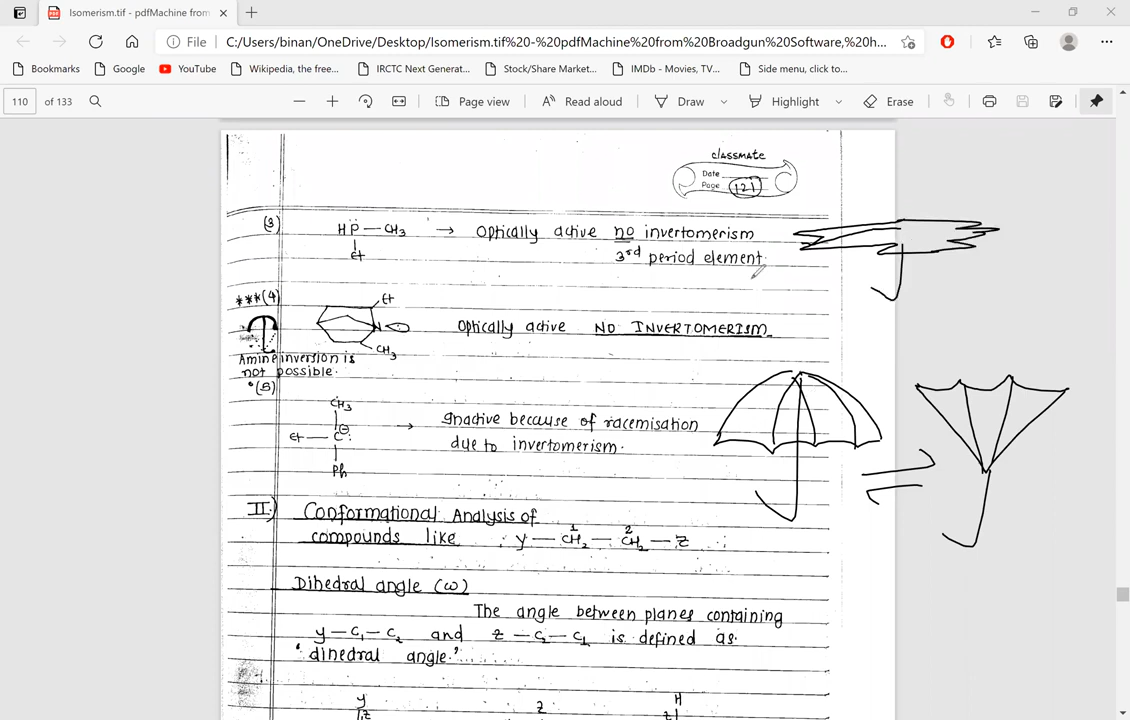 Isomerism.tif - pdfMachine from
File C:/Users/binan/OneDrive/Desktop/Isomerism.tif%20-%20pdfMachine%20from%20Broadgun%20Software,%20h...
Bookmarks Google YouTube Wikipedia, the free... IRCTC Next Generat... Stock/Share Market... IMDb - Movies, TV... Side menu, click to...
110 of 133 Page view Read aloud Draw Highlight Erase
classmate
Date
Page 121
(3) HP̈ — CH3 → Optically active no invertomerism
Et 3rd period element.
***(4) Et
N Optically active NO INVERTOMERISM.
CH3
Amine inversion is
not possible.
*(5)
CH3
Et — C⊖: → Inactive because of racemisation
due to invertomerism.
Ph
II.) Conformational Analysis of
compounds like Y — CH2 — CH2 — Z
1 2
Dihedral angle (ω)
The angle between planes containing
Y — C1 — C2 and Z — C2 — C1 is defined as
"dihedral angle."
Y Z H
Z Z